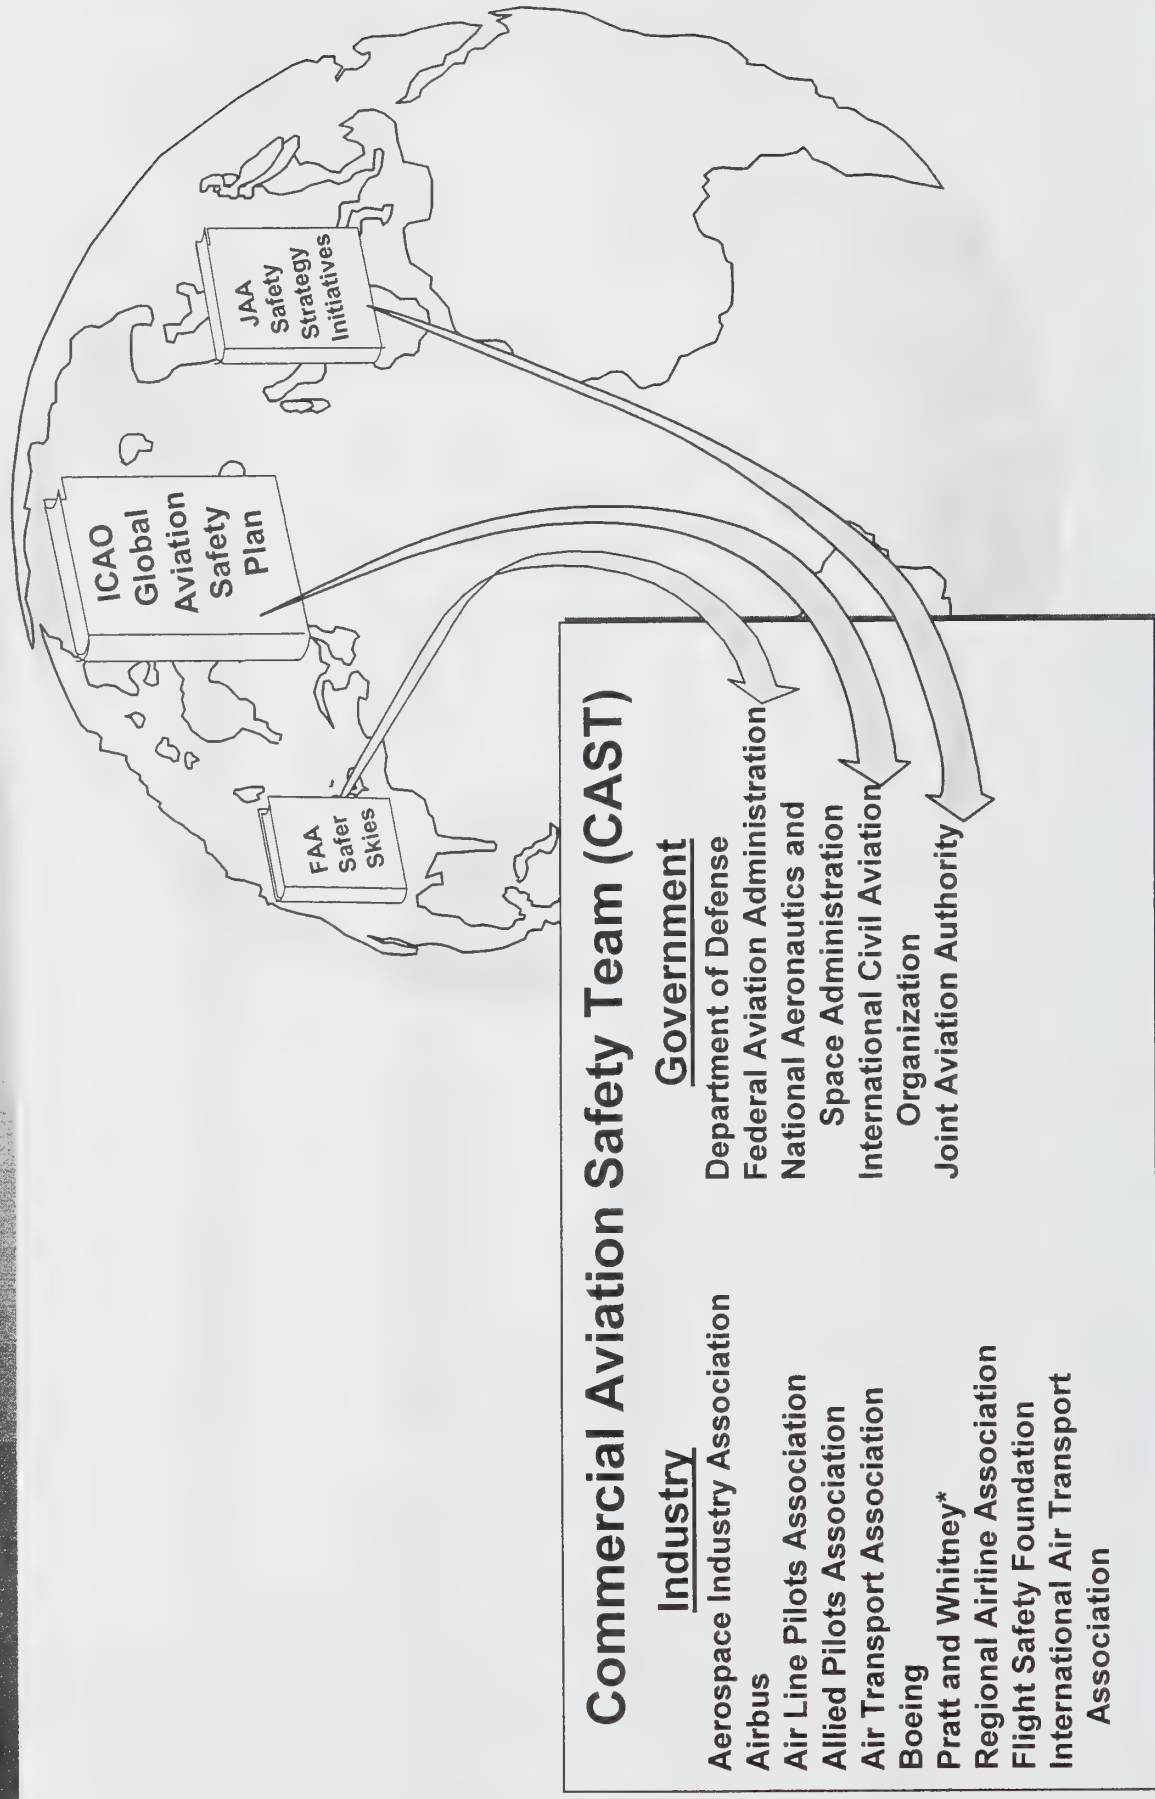 ICAO
Global
Aviation
Safety
Plan
JAA
Safety
Strategy
Initiatives
FAA
Safer
Skies
Commercial Aviation Safety Team (CAST)
Industry
Aerospace Industry Association
Airbus
Air Line Pilots Association
Allied Pilots Association
Air Transport Association
Boeing
Pratt and Whitney*
Regional Airline Association
Flight Safety Foundation
International Air Transport
Association
Government
Department of Defense
Federal Aviation Administration
National Aeronautics and
Space Administration
International Civil Aviation
Organization
Joint Aviation Authority